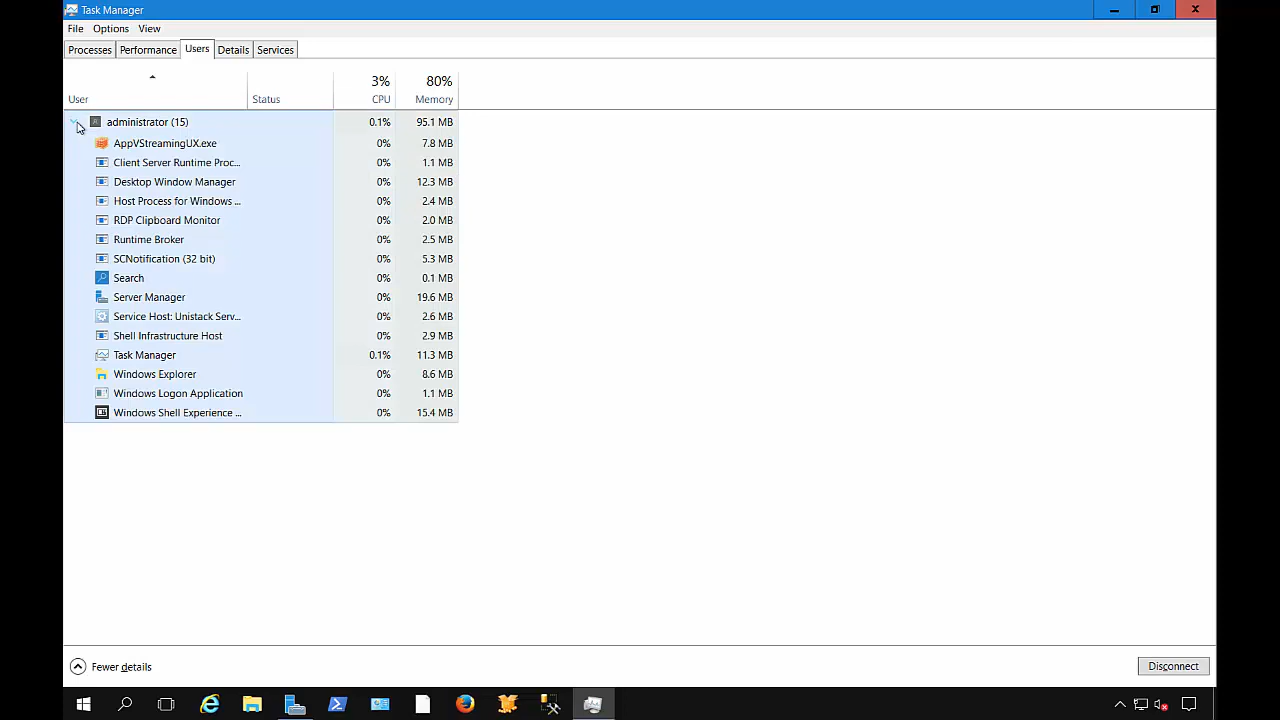 Task Manager
File Options View
Processes Performance Users Details Services
3% 80%
User Status CPU Memory
administrator (15) 0.1% 95.1 MB
AppVStreamingUX.exe 0% 7.8 MB
Client Server Runtime Proc... 0% 1.1 MB
Desktop Window Manager 0% 12.3 MB
Host Process for Windows ... 0% 2.4 MB
RDP Clipboard Monitor 0% 2.0 MB
Runtime Broker 0% 2.5 MB
SCNotification (32 bit) 0% 5.3 MB
Search 0% 0.1 MB
Server Manager 0% 19.6 MB
Service Host: Unistack Serv... 0% 2.6 MB
Shell Infrastructure Host 0% 2.9 MB
Task Manager 0.1% 11.3 MB
Windows Explorer 0% 8.6 MB
Windows Logon Application 0% 1.1 MB
Windows Shell Experience ... 0% 15.4 MB
Fewer details Disconnect